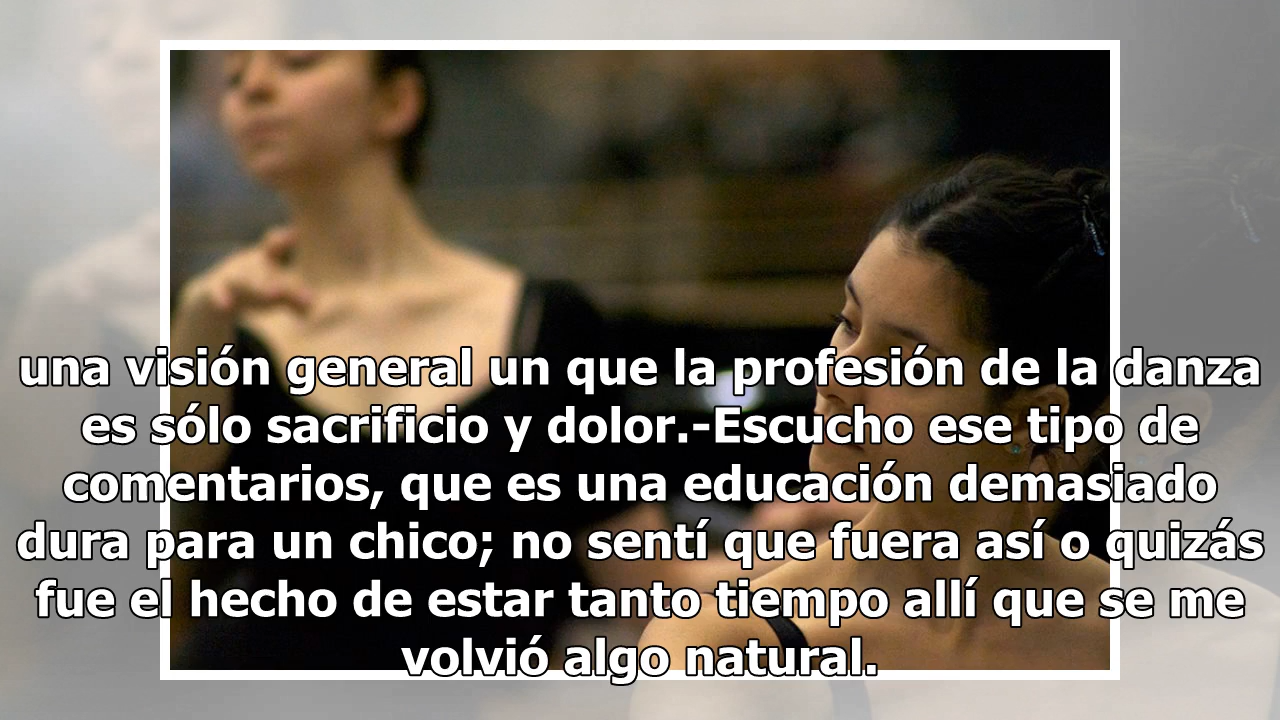 una visión general un que la profesión de la danza
es sólo sacrificio y dolor.-Escucho ese tipo de
comentarios, que es una educación demasiado
dura para un chico; no sentí que fuera así o quizás
fue el hecho de estar tanto tiempo allí que se me
volvió algo natural.